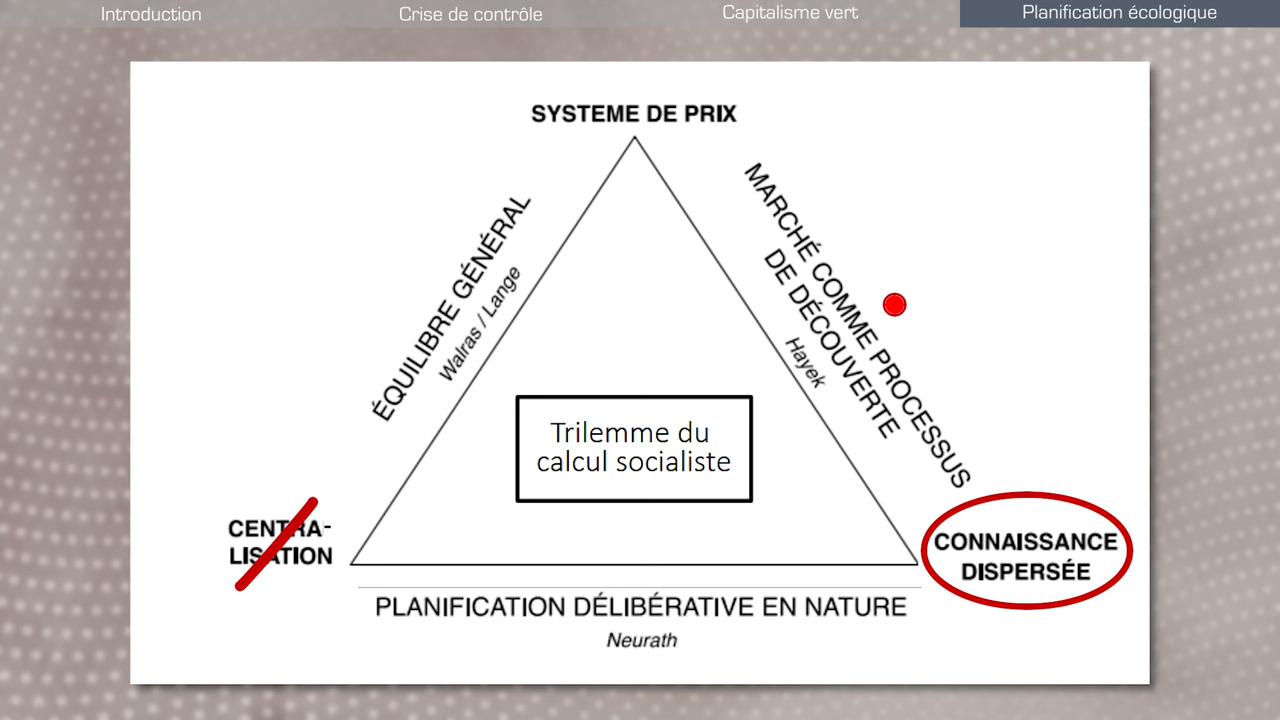 Introduction
Crise de contrôle
Capitalisme vert
Planification écologique
SYSTEME DE PRIX
ÉQUILIBRE GÉNÉRAL
Walras / Lange
MARCHÉ COMME PROCESSUS
DE DÉCOUVERTE
Hayek
Trilemme du
calcul socialiste
CENTRA-
LISATION
CONNAISSANCE
DISPERSÉE
PLANIFICATION DÉLIBÉRATIVE EN NATURE
Neurath